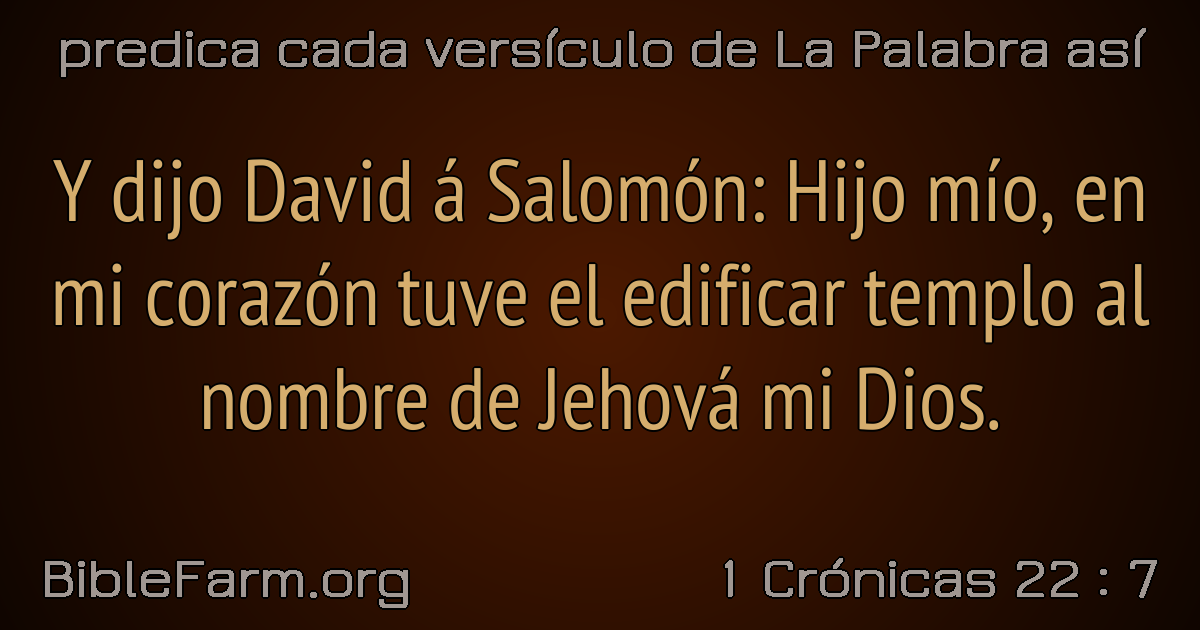 predica cada versículo de La Palabra así
Y dijo David á Salomón: Hijo mío, en
mi corazón tuve el edificar templo al
nombre de Jehová mi Dios.
BibleFarm.org
1 Crónicas 22 : 7